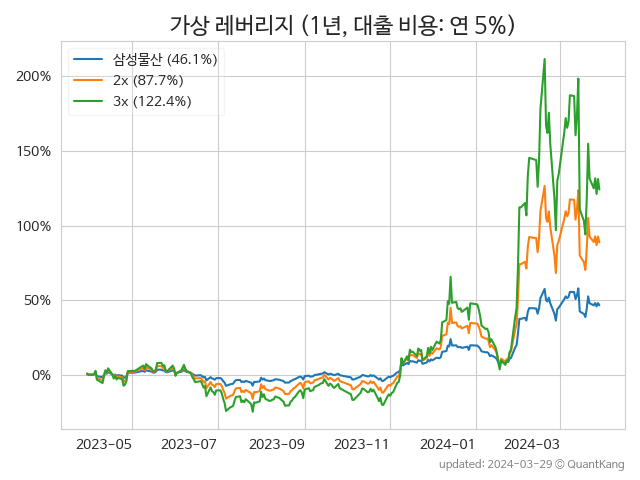 가상 레버리지 (1년, 대출 비용: 연 5%)
삼성물산 (46.1%)
2x (87.7%)
3x (122.4%)
200%
150%
100%
50%
0%
2023-05 2023-07 2023-09 2023-11 2024-01 2024-03
updated: 2024-03-29 © QuantKang